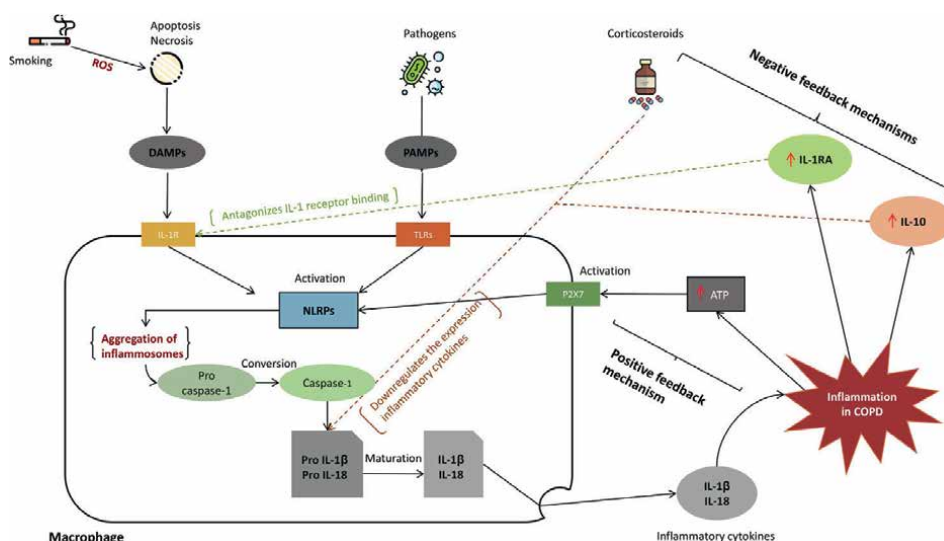 Smoking
ROS
Apoptosis
Necrosis
Pathogens
Corticosteroids
Negative feedback mechanisms
DAMPs
PAMPs
↑ IL-1RA
Antagonizes IL-1 receptor binding
↑ IL-10
IL-1R
TLRs
Activation
NLRPs
Activation
P2X7
↑ ATP
Aggregation of
inflammosomes
Pro
caspase-1
Conversion
Caspase-1
Downregulates the expression
inflammatory cytokines
Positive feedback
mechanism
Inflammation
in COPD
Pro IL-1β
Pro IL-18
Maturation
IL-1β
IL-18
IL-1β
IL-18
Inflammatory cytokines
Macrophage